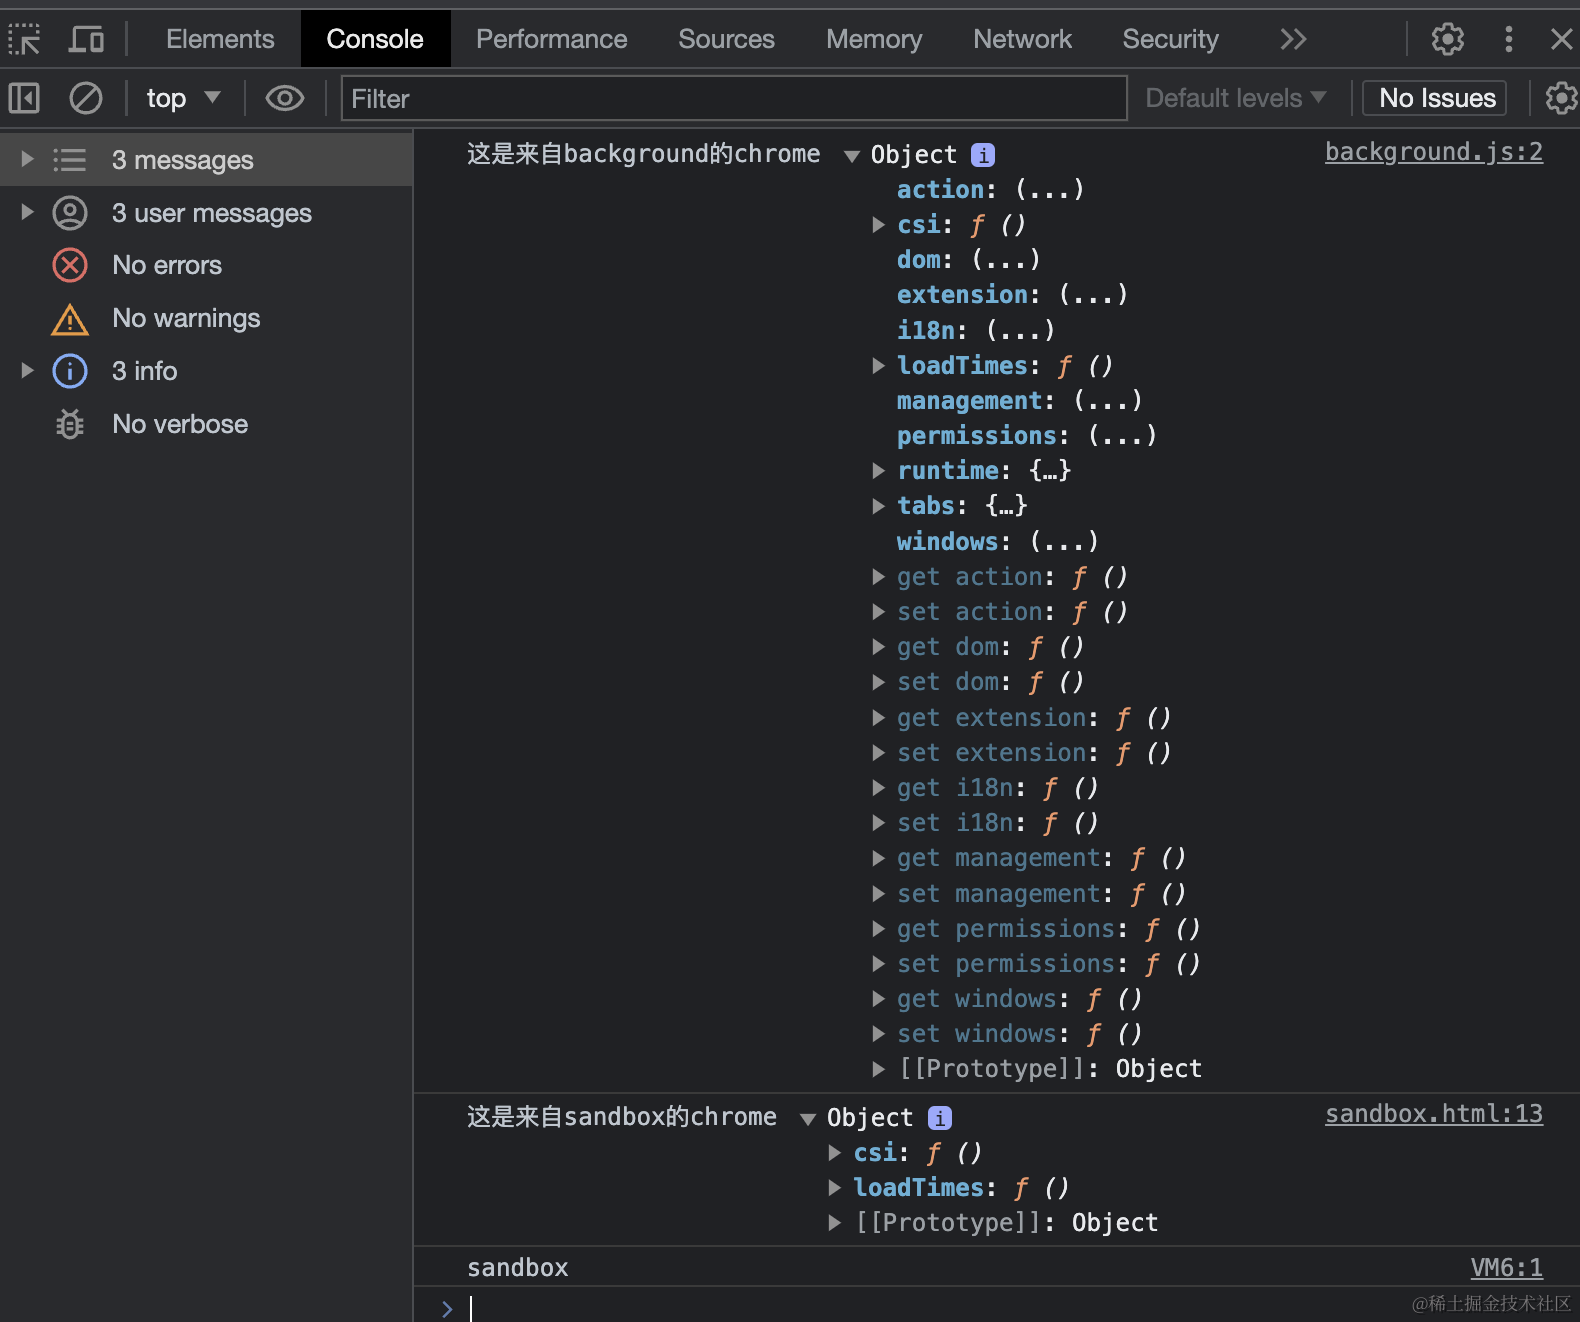 Elements Console Performance Sources Memory Network Security
top Filter Default levels No Issues
3 messages
3 user messages
No errors
No warnings
3 info
No verbose
这是来自background的chrome Object i background.js:2
action: (...)
csi: ƒ ()
dom: (...)
extension: (...)
i18n: (...)
loadTimes: ƒ ()
management: (...)
permissions: (...)
runtime: {…}
tabs: {…}
windows: (...)
get action: ƒ ()
set action: ƒ ()
get dom: ƒ ()
set dom: ƒ ()
get extension: ƒ ()
set extension: ƒ ()
get i18n: ƒ ()
set i18n: ƒ ()
get management: ƒ ()
set management: ƒ ()
get permissions: ƒ ()
set permissions: ƒ ()
get windows: ƒ ()
set windows: ƒ ()
[[Prototype]]: Object
这是来自sandbox的chrome Object i sandbox.html:13
csi: ƒ ()
loadTimes: ƒ ()
[[Prototype]]: Object
sandbox VM6:1
@稀土掘金技术社区